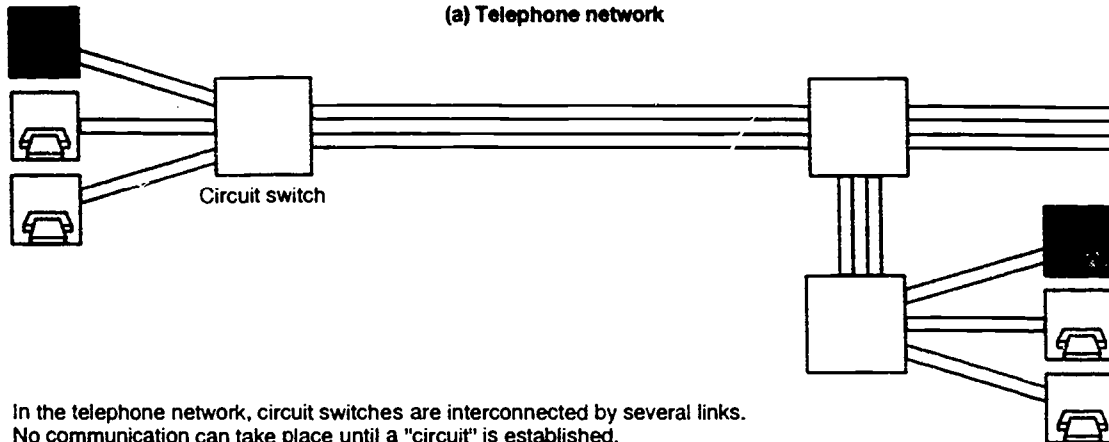 (a) Telephone network
Circuit switch
In the telephone network, circuit switches are interconnected by several links.
No communication can take place until a "circuit" is established.